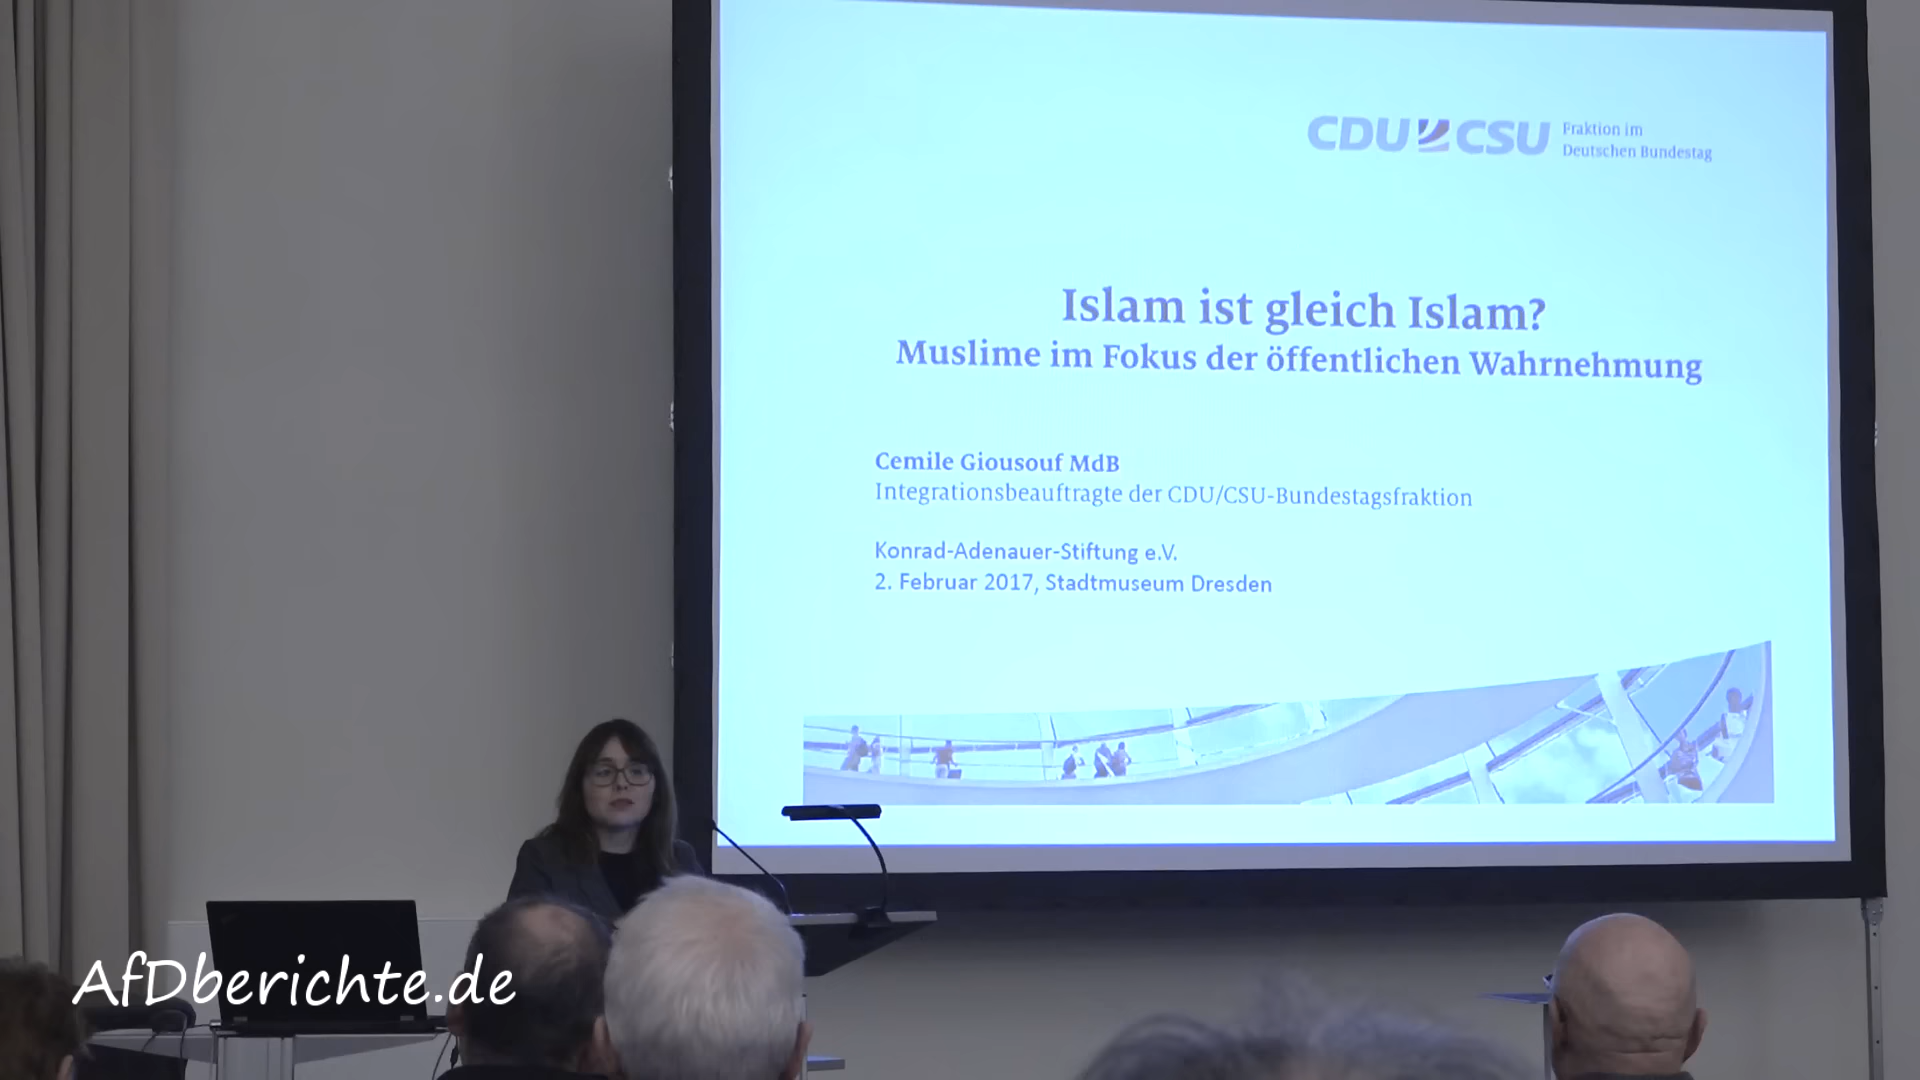 CDU CSU Fraktion im
Deutschen Bundestag
Islam ist gleich Islam?
Muslime im Fokus der öffentlichen Wahrnehmung
Cemile Giousouf MdB
Integrationsbeauftragte der CDU/CSU-Bundestagsfraktion
Konrad-Adenauer-Stiftung e.V.
2. Februar 2017, Stadtmuseum Dresden
AfDberichte.de